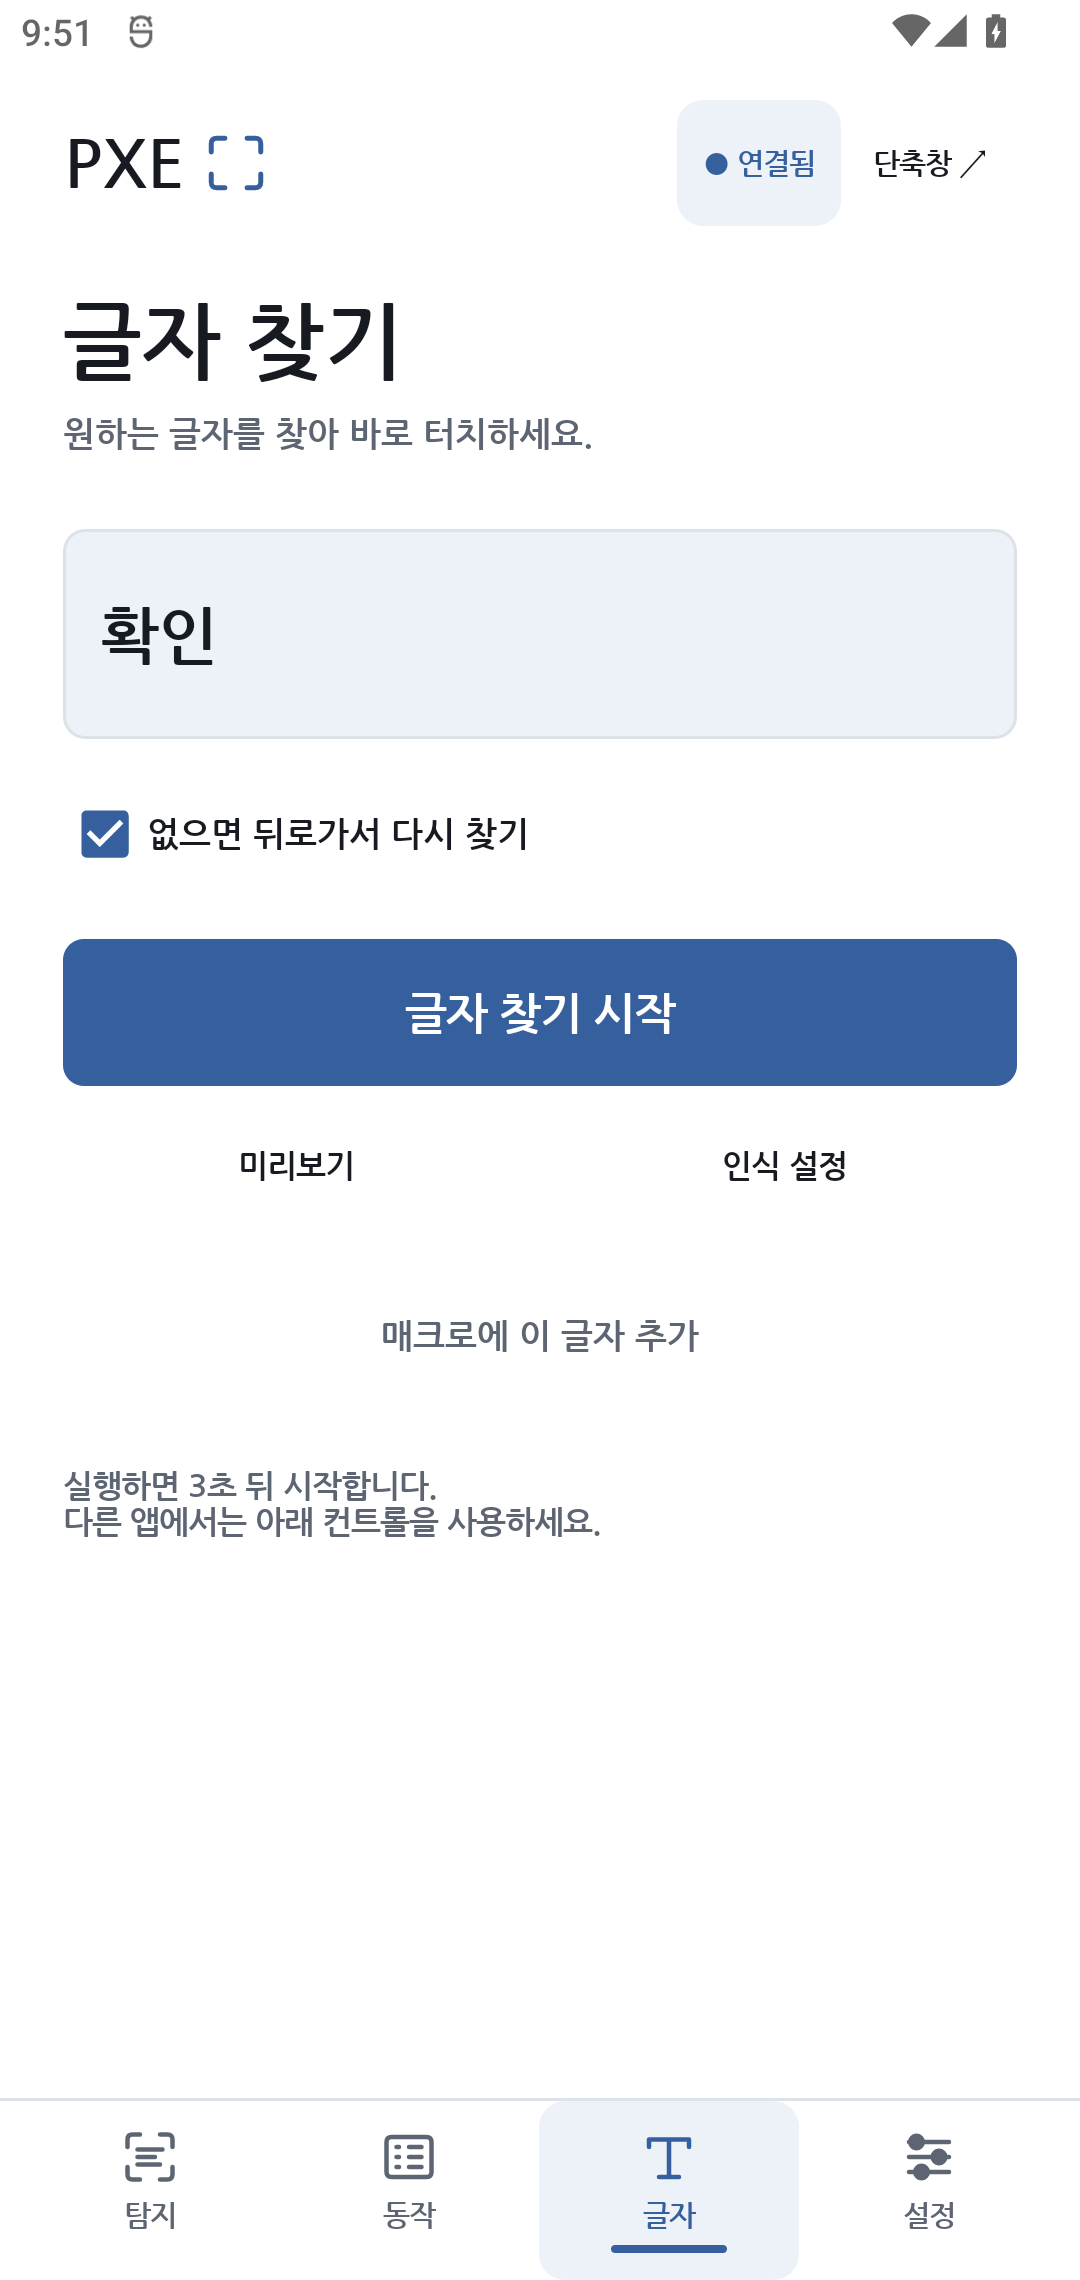 9:51
PXE
연결됨
단축창 ↗
글자 찾기
원하는 글자를 찾아 바로 터치하세요.
확인
없으면 뒤로가서 다시 찾기
글자 찾기 시작
미리보기
인식 설정
매크로에 이 글자 추가
실행하면 3초 뒤 시작합니다.
다른 앱에서는 아래 컨트롤을 사용하세요.
탐지
동작
글자
설정